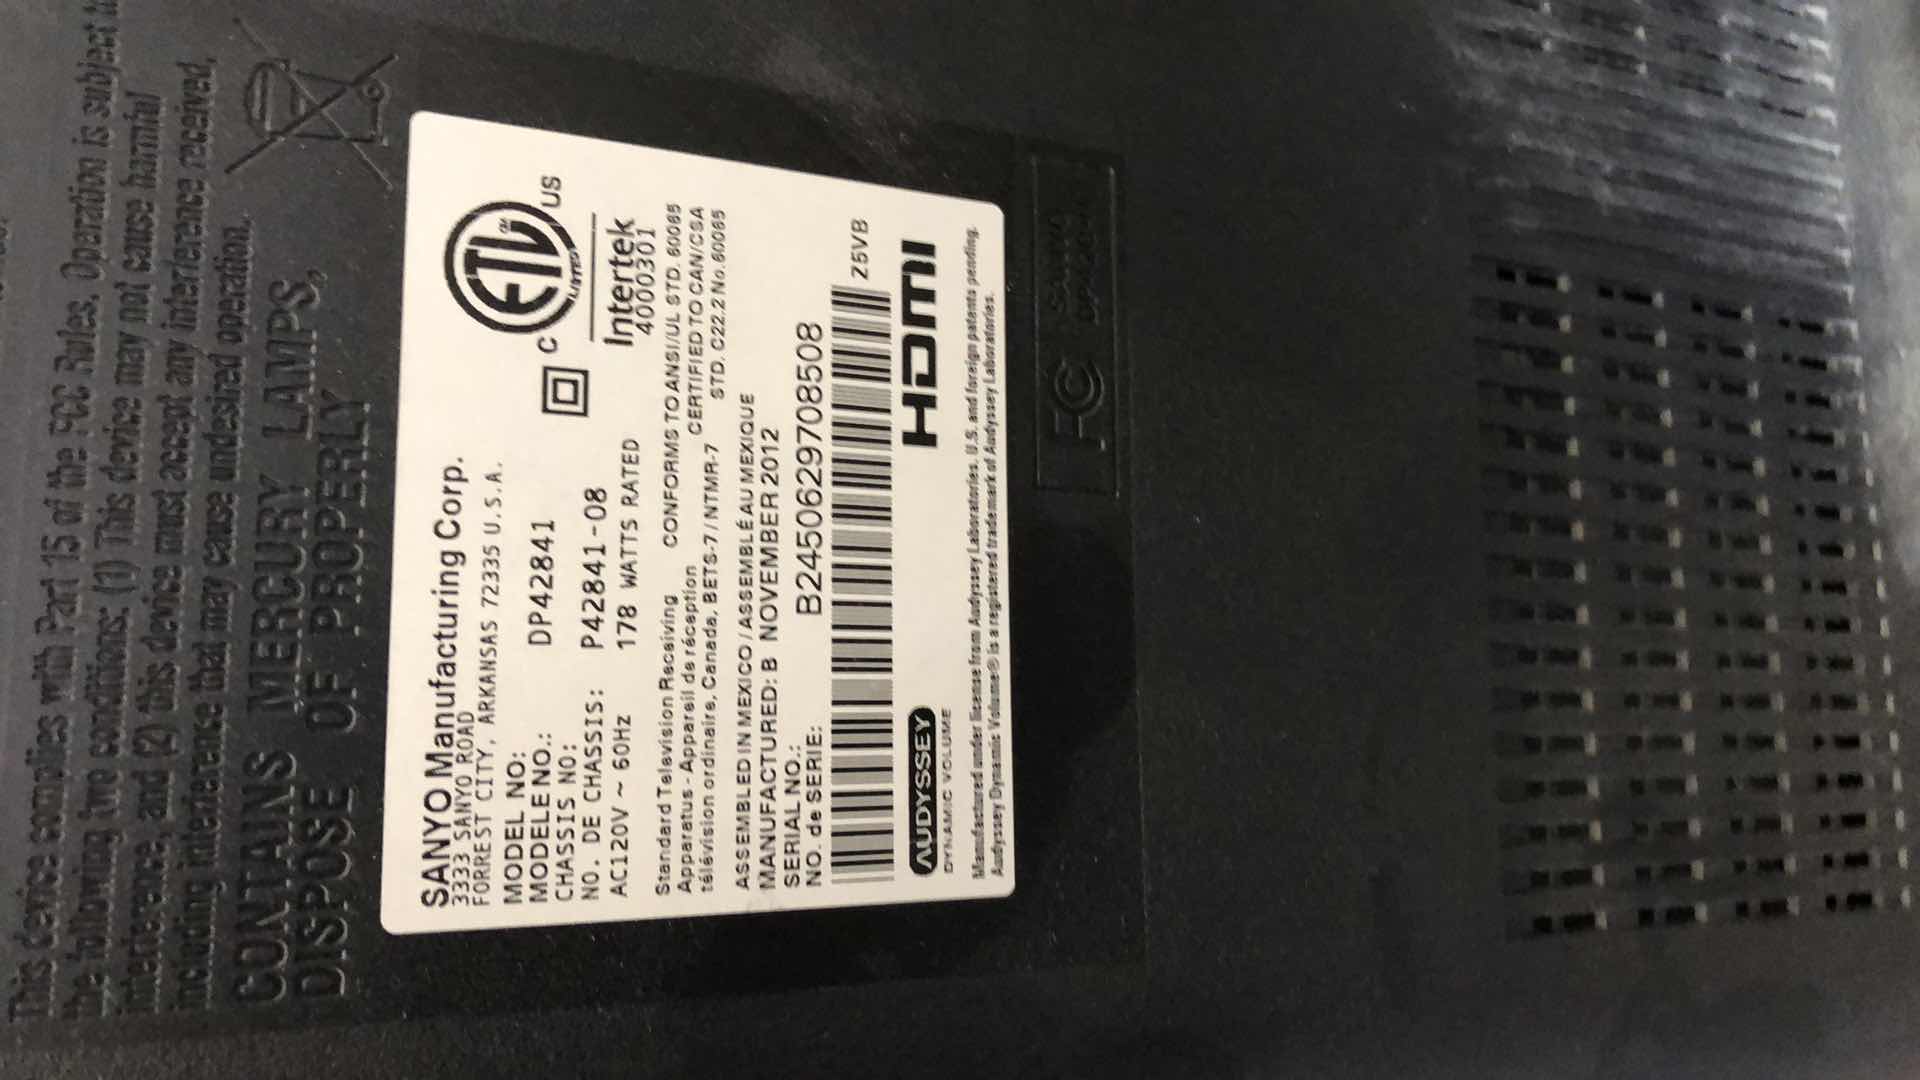 This device complies with Part 15 of the FCC Rules. Operation is subject
the following two conditions: (1) This device may not cause harmful
interference, and (2) this device must accept any interference received,
including interference that may cause undesired operation.
CONTAINS MERCURY LAMPS,
DISPOSE OF PROPERLY
SANYO Manufacturing Corp.
3333 SANYO ROAD
FORREST CITY, ARKANSAS 72335 U.S.A.
MODEL NO:
MODELE NO.: DP42841
CHASSIS NO:
NO. DE CHASSIS: P42841-08
AC120V ~ 60Hz 178 WATTS RATED
C ETL US
LISTED
Intertek
4000301
Standard Television Receiving
Apparatus - Appareil de réception
télévision ordinaire, Canada, BETS-7 / NTMR-7
CONFORMS TO ANSI/UL STD. 60065
CERTIFIED TO CAN/CSA
STD. C22.2 No.60065
ASSEMBLED IN MEXICO / ASSEMBLÉ AU MEXIQUE
MANUFACTURED: B NOVEMBER 2012
SERIAL NO.:
NO. de SERIE: B2450629708508
Z5VB
AUDYSSEY
DYNAMIC VOLUME
HDMI
Manufactured under license from Audyssey Laboratories. U.S. and foreign patents pending.
Audyssey Dynamic Volume® is a registered trademark of Audyssey Laboratories.
FC
SANYO